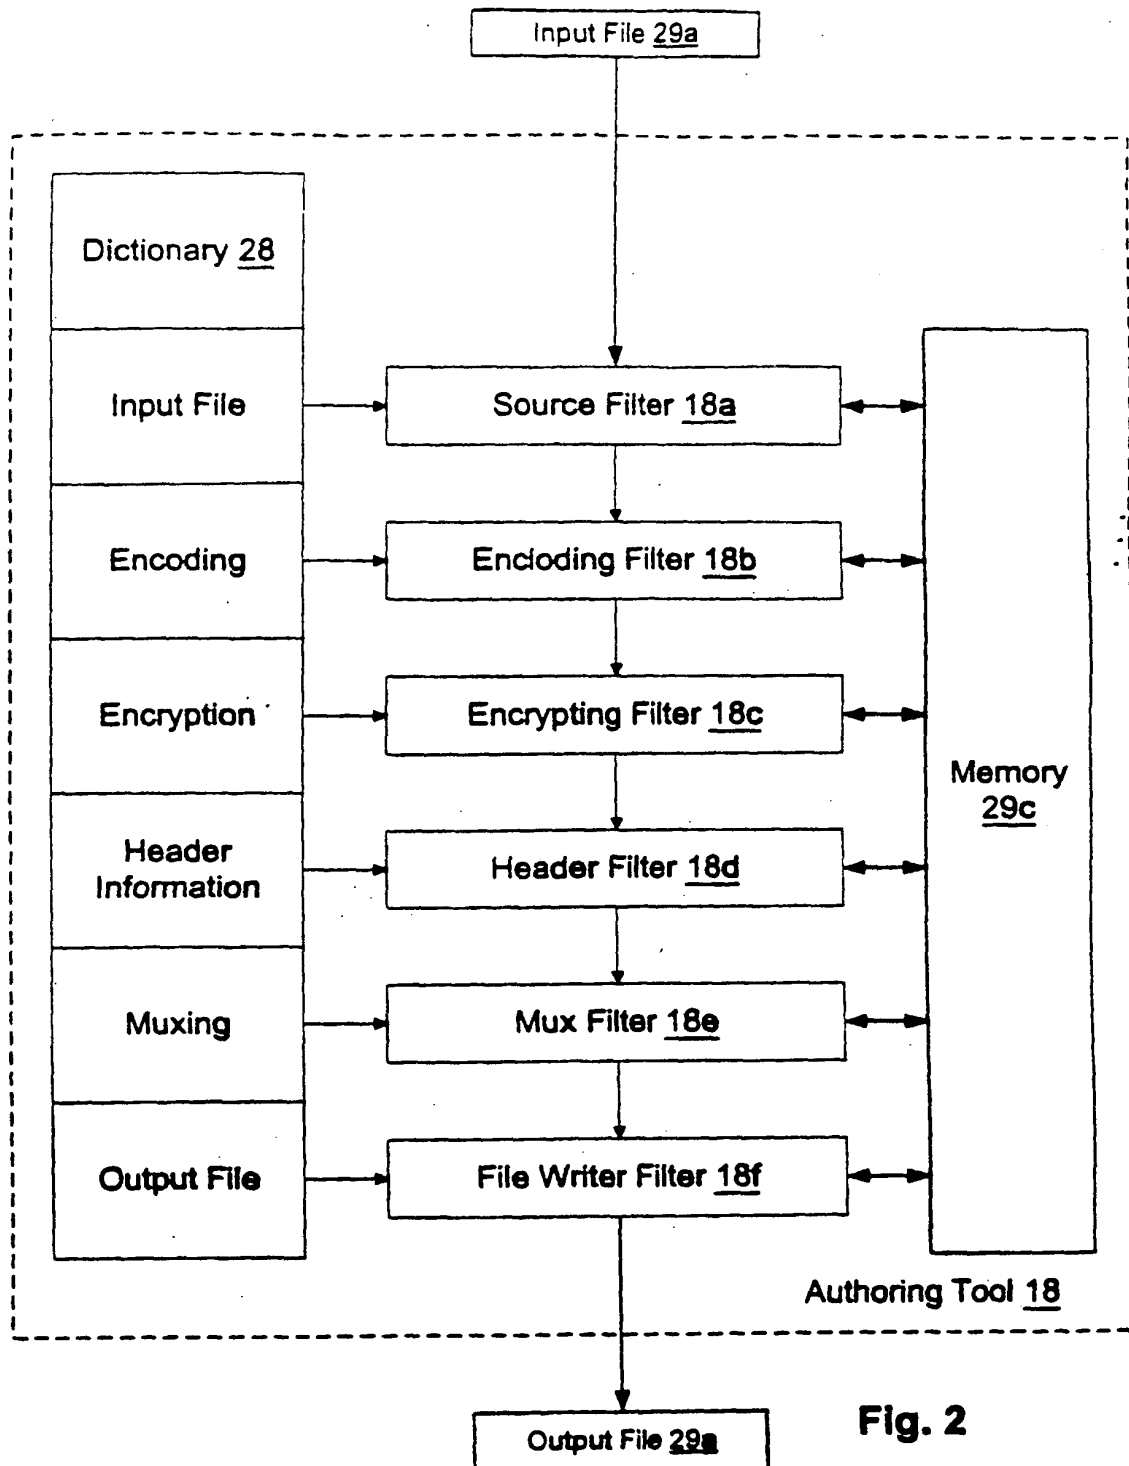 Input File 29a
Dictionary 28
Input File
Source Filter 18a
Encoding
Encloding Filter 18b
Encryption
Encrypting Filter 18c
Memory
29c
Header
Information
Header Filter 18d
Muxing
Mux Filter 18e
Output File
File Writer Filter 18f
Authoring Tool 18
Output File 29a
Fig. 2